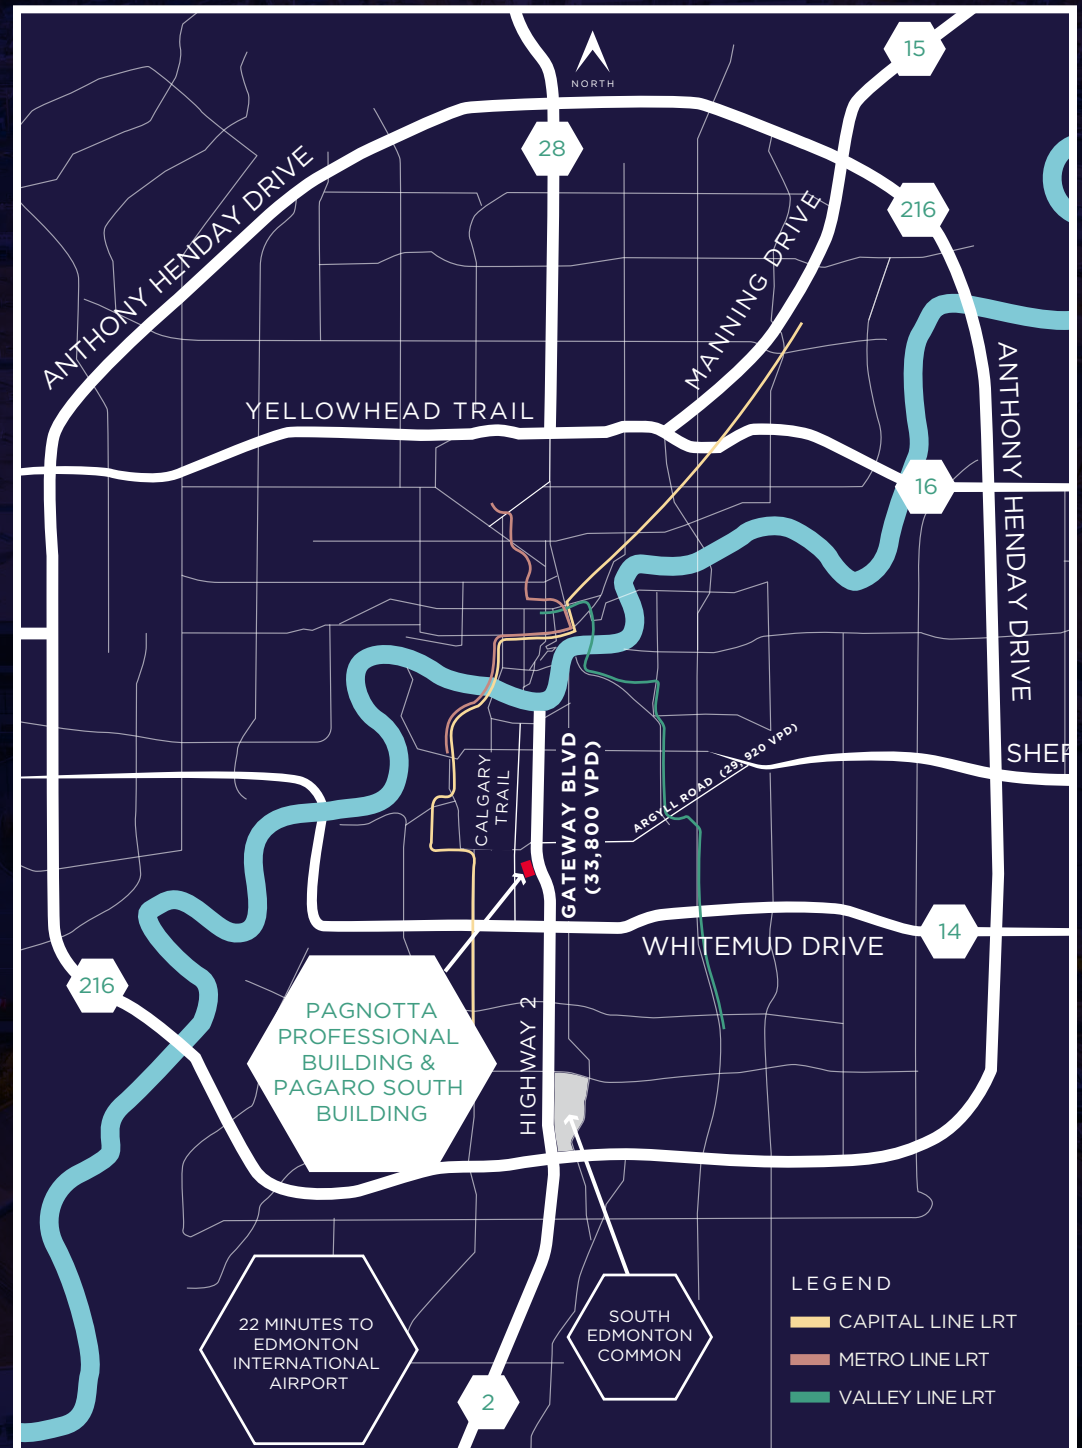 15
NORTH
28
ANTHONY HENDAY DRIVE
216
MANNING DRIVE
YELLOWHEAD TRAIL
ANTHONY HENDAY DRIVE
16
CALGARY
TRAIL
GATEWAY BLVD
(33,800 VPD)
ARGYLL ROAD (29,920 VPD)
SHER
WHITEMUD DRIVE
14
216
PAGNOTTA
PROFESSIONAL
BUILDING &
PAGARO SOUTH
BUILDING
HIGHWAY 2
22 MINUTES TO
EDMONTON
INTERNATIONAL
AIRPORT
SOUTH
EDMONTON
COMMON
2
LEGEND
CAPITAL LINE LRT
METRO LINE LRT
VALLEY LINE LRT